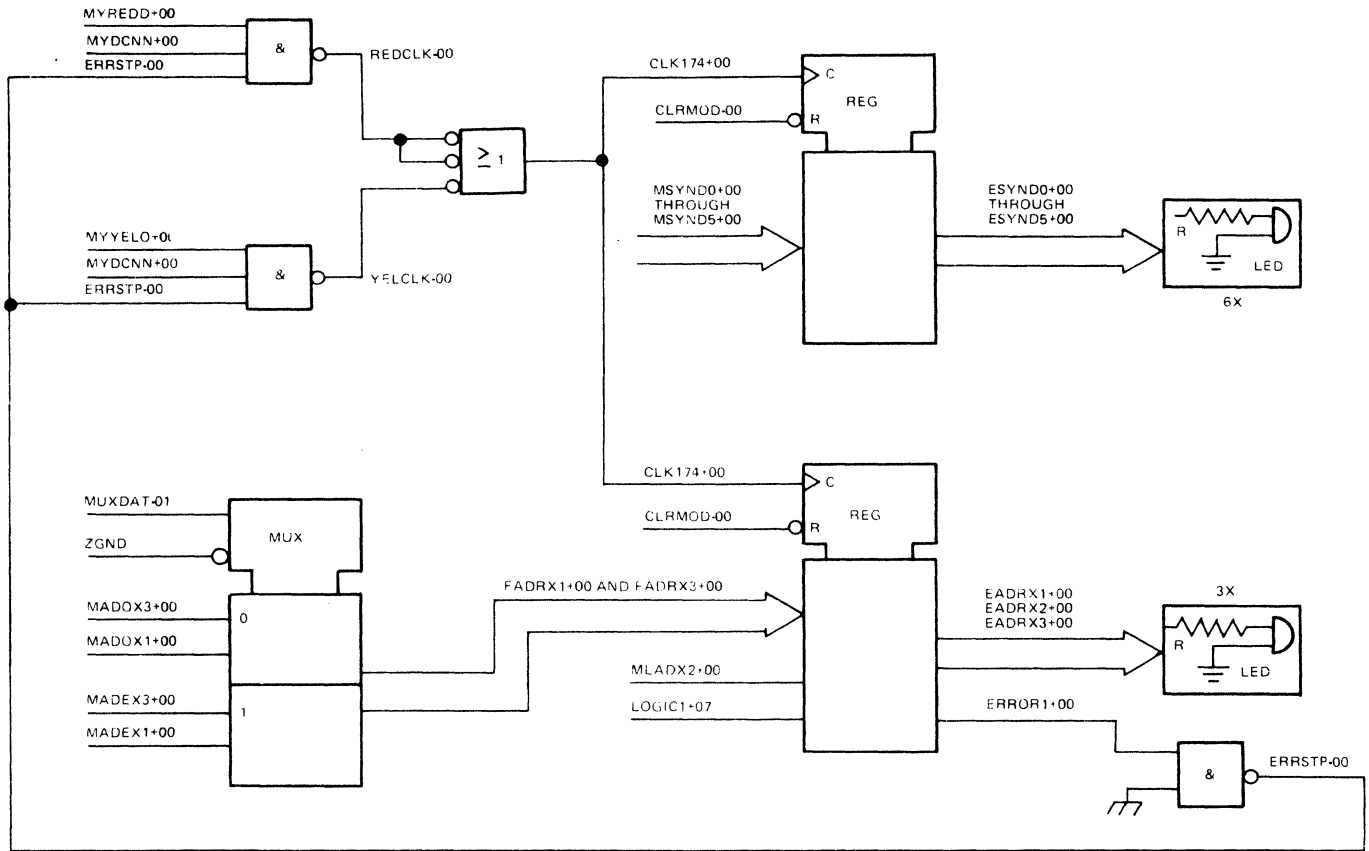 MYREDD+00
MYDCNN+00
ERRSTP-00
&
REDCLK-00
≥ 1
MYYELO+0
MYDCNN+00
ERRSTP-00
&
YELCLK-00
CLK174+00
C
REG
CLRMOD-00
R
MSYND0+00
THROUGH
MSYND5+00
ESYND0+00
THROUGH
ESYND5+00
R
LED
6X
MUXDAT-01
ZGND
MUX
MADOX3+00
0
MADOX1+00
MADEX3+00
1
MADEX1+00
FADRX1+00 AND FADRX3+00
CLK174+00
C
REG
CLRMOD-00
R
MLADX2+00
LOGIC1+07
EADRX1+00
EADRX2+00
EADRX3+00
3X
R
LED
ERROR1+00
&
ERRSTP-00